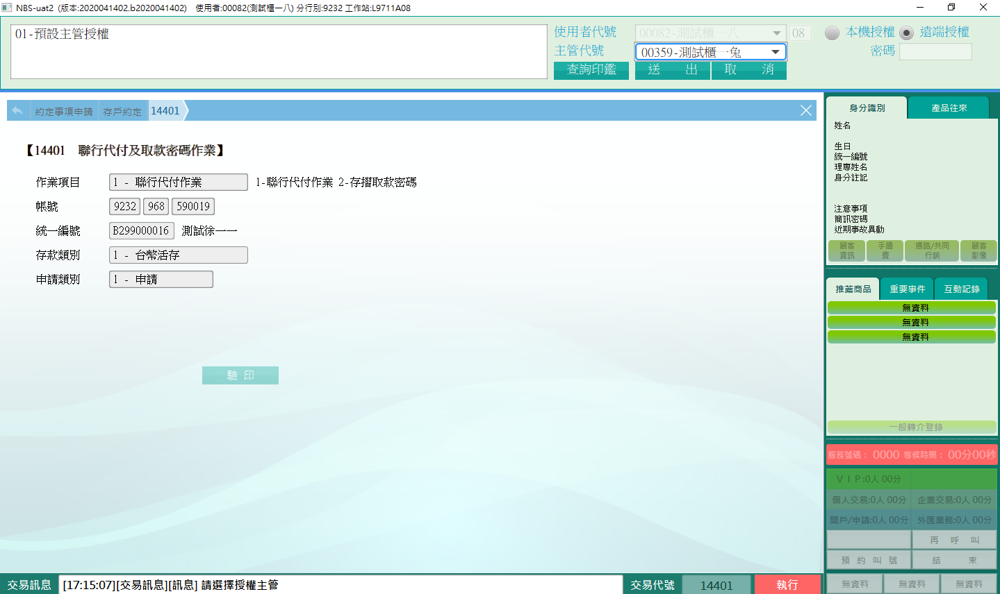 NBS-uat2 (版本:2020041402.b2020041402) 使用者:00082(測試櫃一八) 分行別:9232 工作站:L9711A08
01-預設主管授權
使用者代號 00082-測試櫃一八 08 本機授權 遠端授權
主管代號 00359-測試櫃一兔 密碼
查詢印鑑 送 出 取 消
約定事項申請 存戶約定 14401
【14401 聯行代付及取款密碼作業】
作業項目 1 - 聯行代付作業 1-聯行代付作業 2-存摺取款密碼
帳號 9232 968 590019
統一編號 B299000016 測試徐一一
存款類別 1 - 台幣活存
申請類別 1 - 申請
驗 印
身分識別 產品往來
姓名
生日
統一編號
理專姓名
身分註記
注意事項
簡訊密碼
近期事故異動
顧客資訊 手續費 通路/共同行銷 顧客影像
推薦商品 重要事件 互動記錄
無資料
無資料
無資料
一般轉介登錄
服務號碼: 0000 等候時間: 00分00秒
VIP:0人 00分
個人交易:0人 00分 企業交易:0人 00分
開戶/申請:0人 00分 外匯業務:0人 00分
再 呼 叫
預 約 叫 號 結 束
無資料 無資料 無資料
交易訊息 [17:15:07][交易訊息][訊息] 請選擇授權主管 交易代號 14401 執行